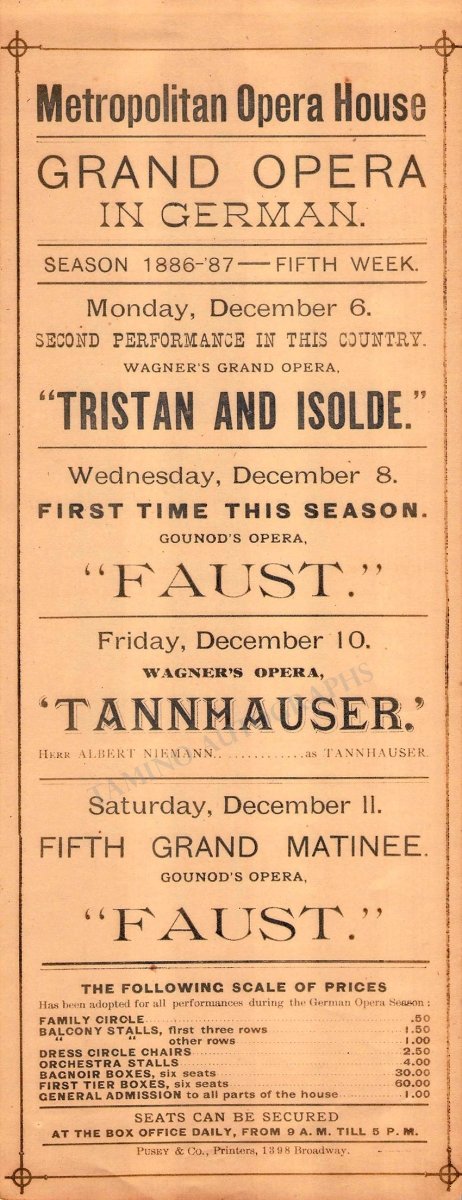 Metropolitan Opera House
GRAND OPERA
IN GERMAN.
SEASON 1886-'87—FIFTH WEEK.
Monday, December 6.
SECOND PERFORMANCE IN THIS COUNTRY.
WAGNER'S GRAND OPERA,
"TRISTAN AND ISOLDE."
Wednesday, December 8.
FIRST TIME THIS SEASON.
GOUNOD'S OPERA,
"FAUST."
Friday, December 10.
WAGNER'S OPERA,
'TANNHAUSER.'
HERR ALBERT NIEMANN..............as TANNHAUSER.
TAMINO AUTOGRAPHS
Saturday, December 11.
FIFTH GRAND MATINEE.
GOUNOD'S OPERA,
"FAUST."
THE FOLLOWING SCALE OF PRICES
Has been adopted for all performances during the German Opera Season:
FAMILY CIRCLE .50
BALCONY STALLS, first three rows 1.50
" " other rows 1.00
DRESS CIRCLE CHAIRS 2.50
ORCHESTRA STALLS 4.00
BAGNOIR BOXES, six seats 30.00
FIRST TIER BOXES, six seats 60.00
GENERAL ADMISSION to all parts of the house 1.00
SEATS CAN BE SECURED
AT THE BOX OFFICE DAILY, FROM 9 A. M. TILL 5 P. M.
PUSEY & Co., Printers, 1398 Broadway.